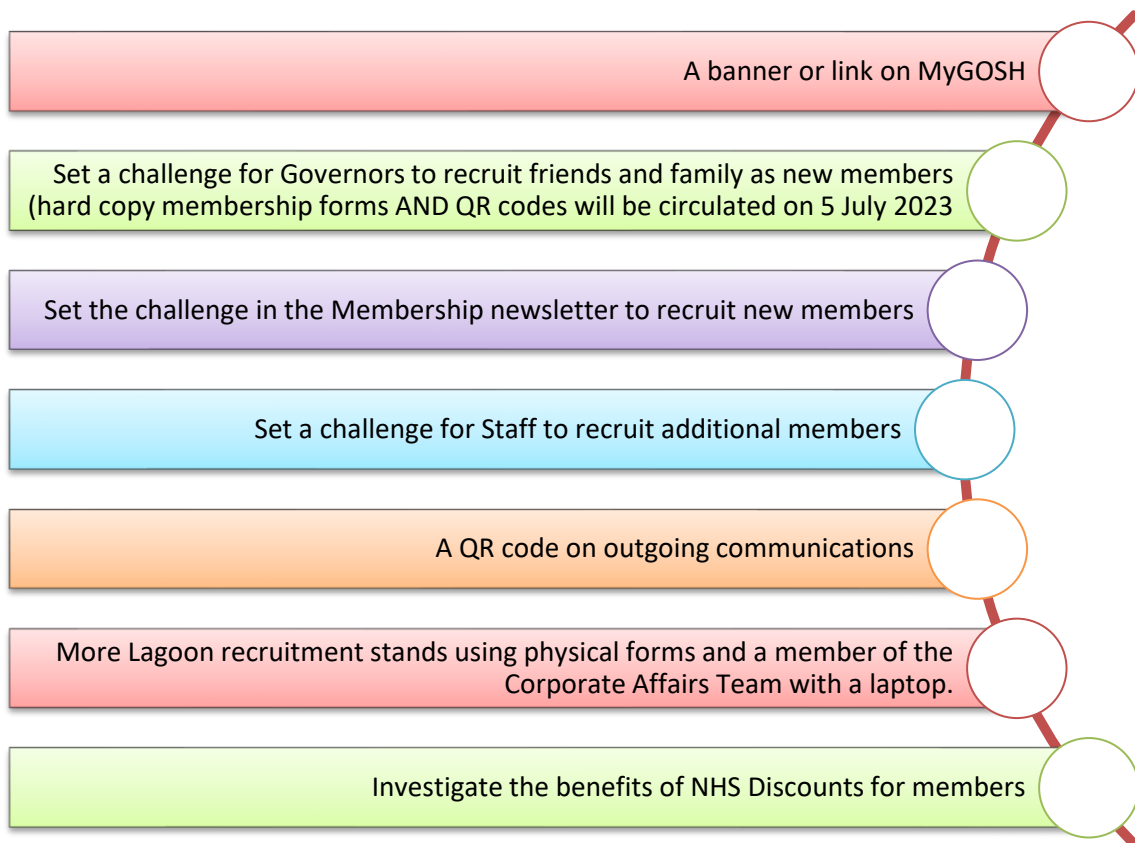 A banner or link on MyGOSH
Set a challenge for Governors to recruit friends and family as new members
(hard copy membership forms AND QR codes will be circulated on 5 July 2023
Set the challenge in the Membership newsletter to recruit new members
Set a challenge for Staff to recruit additional members
A QR code on outgoing communications
More Lagoon recruitment stands using physical forms and a member of the
Corporate Affairs Team with a laptop.
Investigate the benefits of NHS Discounts for members